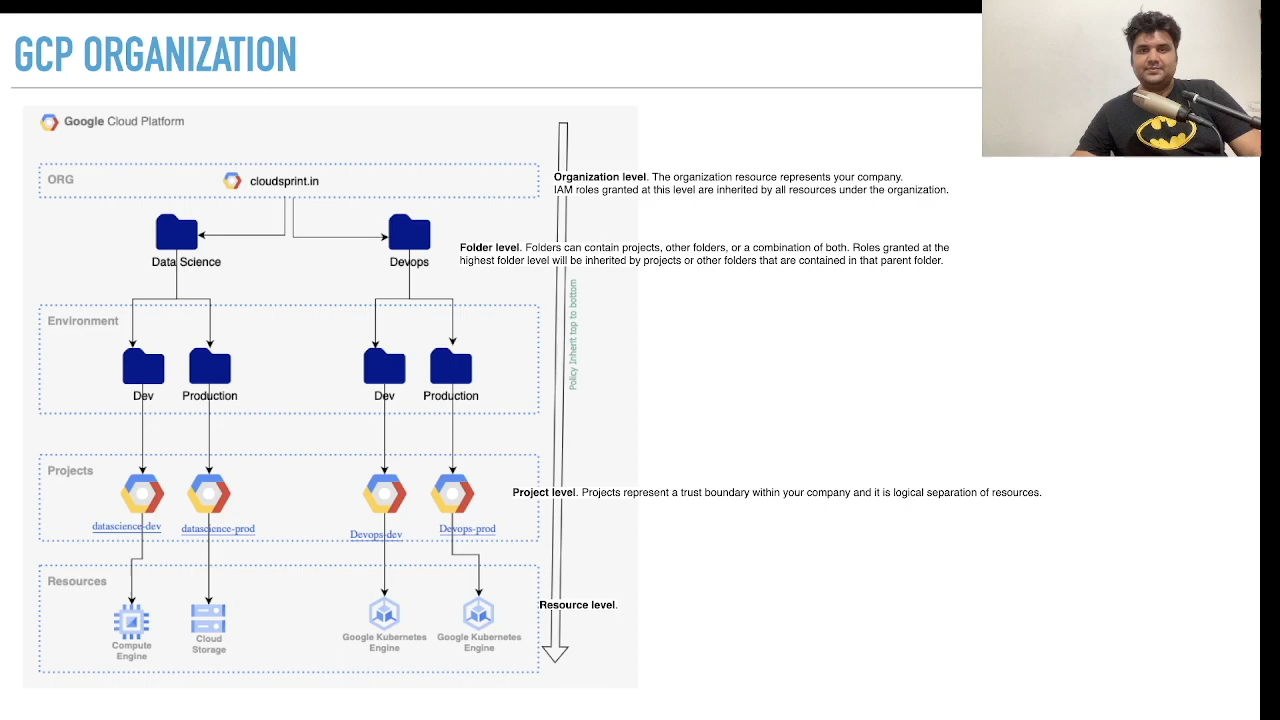 GCP ORGANIZATION
Google Cloud Platform
ORG
cloudsprint.in
Organization level. The organization resource represents your company.
IAM roles granted at this level are inherited by all resources under the organization.
Data Science
Devops
Folder level. Folders can contain projects, other folders, or a combination of both. Roles granted at the
highest folder level will be inherited by projects or other folders that are contained in that parent folder.
Policy Inherit top to bottom
Environment
Dev
Production
Dev
Production
Projects
Project level. Projects represent a trust boundary within your company and it is logical separation of resources.
datascience-dev
datascience-prod
Devops-dev
Devops-prod
Resources
Resource level.
Compute
Engine
Cloud
Storage
Google Kubernetes
Engine
Google Kubernetes
Engine